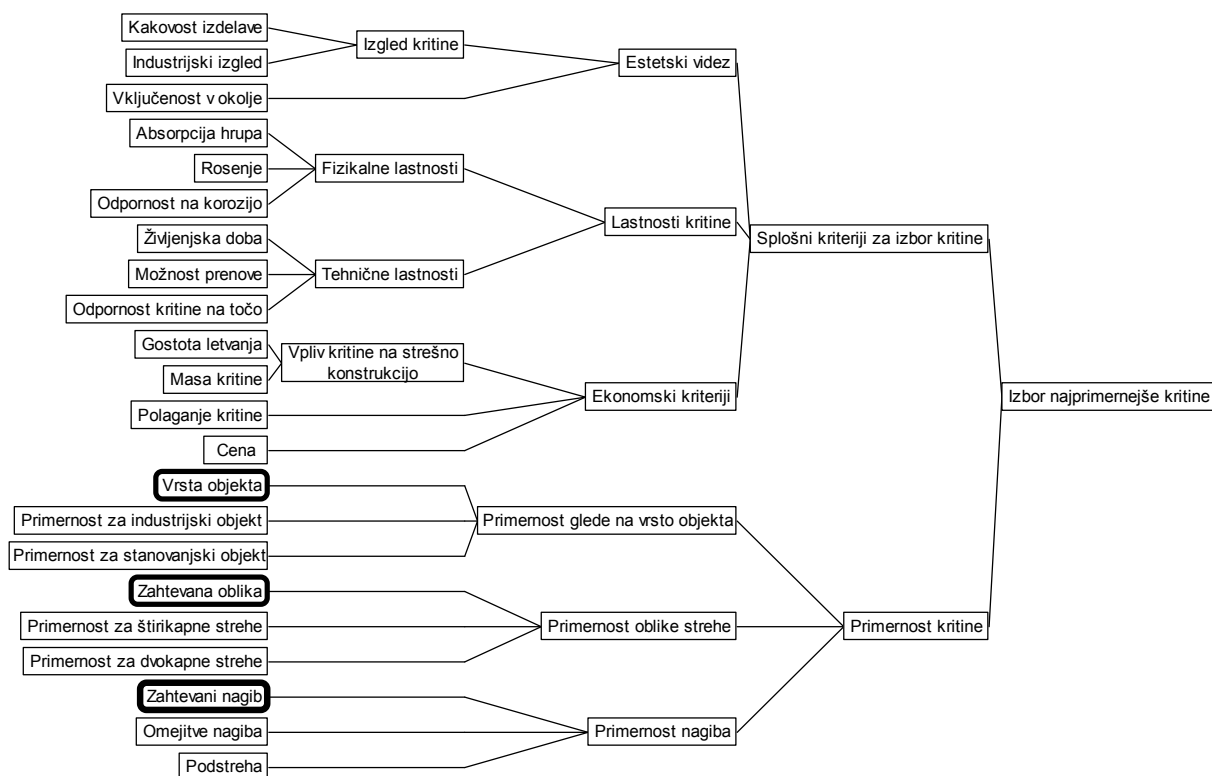 Kakovost izdelave
Izgled kritine
Industrijski izgled
Estetski videz
Vključenost v okolje
Absorpcija hrupa
Rosenje
Fizikalne lastnosti
Odpornost na korozijo
Lastnosti kritine
Življenjska doba
Splošni kriteriji za izbor kritine
Možnost prenove
Tehnične lastnosti
Odpornost kritine na točo
Gostota letvanja
Vpliv kritine na strešno
konstrukcijo
Masa kritine
Ekonomski kriteriji
Izbor najprimernejše kritine
Polaganje kritine
Cena
Vrsta objekta
Primernost za industrijski objekt
Primernost glede na vrsto objekta
Primernost za stanovanjski objekt
Zahtevana oblika
Primernost za štirikapne strehe
Primernost oblike strehe
Primernost kritine
Primernost za dvokapne strehe
Zahtevani nagib
Omejitve nagiba
Primernost nagiba
Podstreha